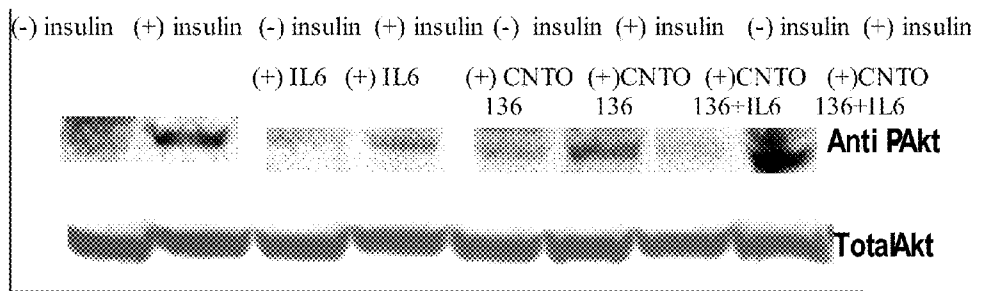 (-) insulin (+) insulin (-) insulin (+) insulin (-) insulin (+) insulin (-) insulin (+) insulin
(+) IL6 (+) IL6 (+) CNTO (+)CNTO (+)CNTO (+)CNTO
136 136 136+IL6 136+IL6
Anti PAkt
TotalAkt